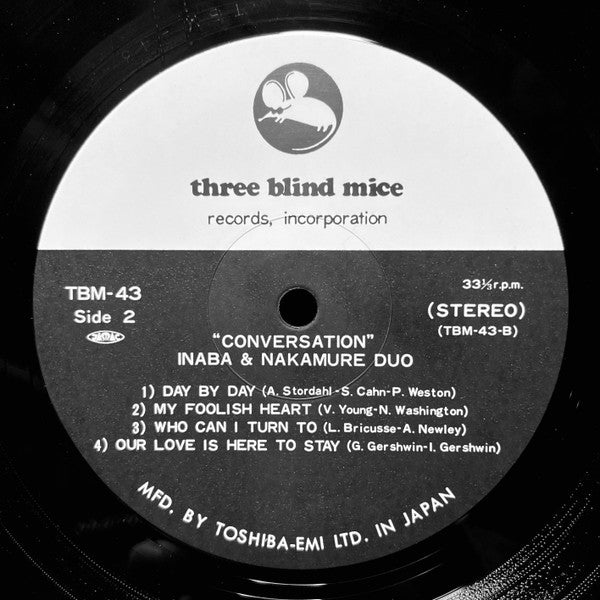 three blind mice
records, incorporation
TBM-43
Side 2
33⅓r.p.m.
(STEREO)
(TBM-43-B)
"CONVERSATION"
INABA & NAKAMURE DUO
1) DAY BY DAY (A. Stordahl-S. Cahn-P. Weston)
2) MY FOOLISH HEART (V. Young-N. Washington)
3) WHO CAN I TURN TO (L. Bricusse-A. Newley)
4) OUR LOVE IS HERE TO STAY (G. Gershwin-I. Gershwin)
MFD. BY TOSHIBA-EMI LTD. IN JAPAN